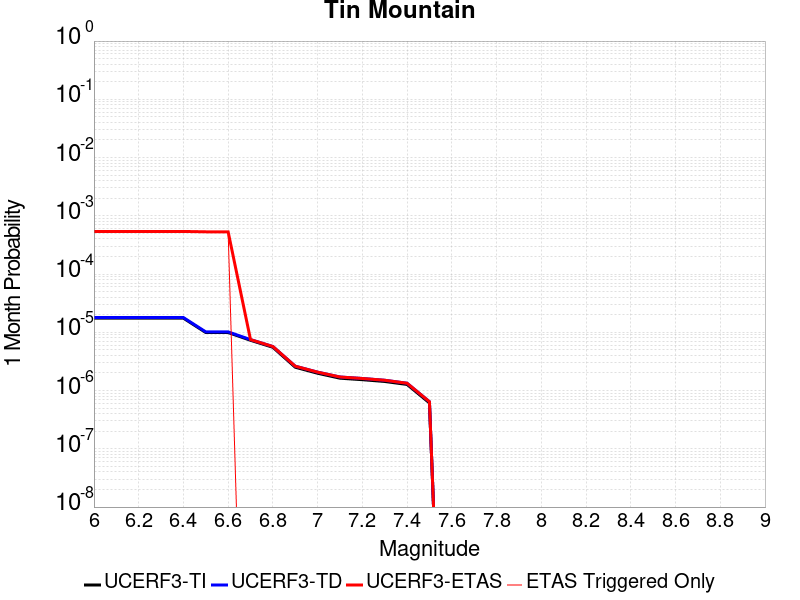 Tin Mountain
10^0
10^-1
10^-2
10^-3
10^-4
10^-5
10^-6
10^-7
10^-8
1 Month Probability
6 6.2 6.4 6.6 6.8 7 7.2 7.4 7.6 7.8 8 8.2 8.4 8.6 8.8 9
Magnitude
UCERF3-TI UCERF3-TD UCERF3-ETAS ETAS Triggered Only